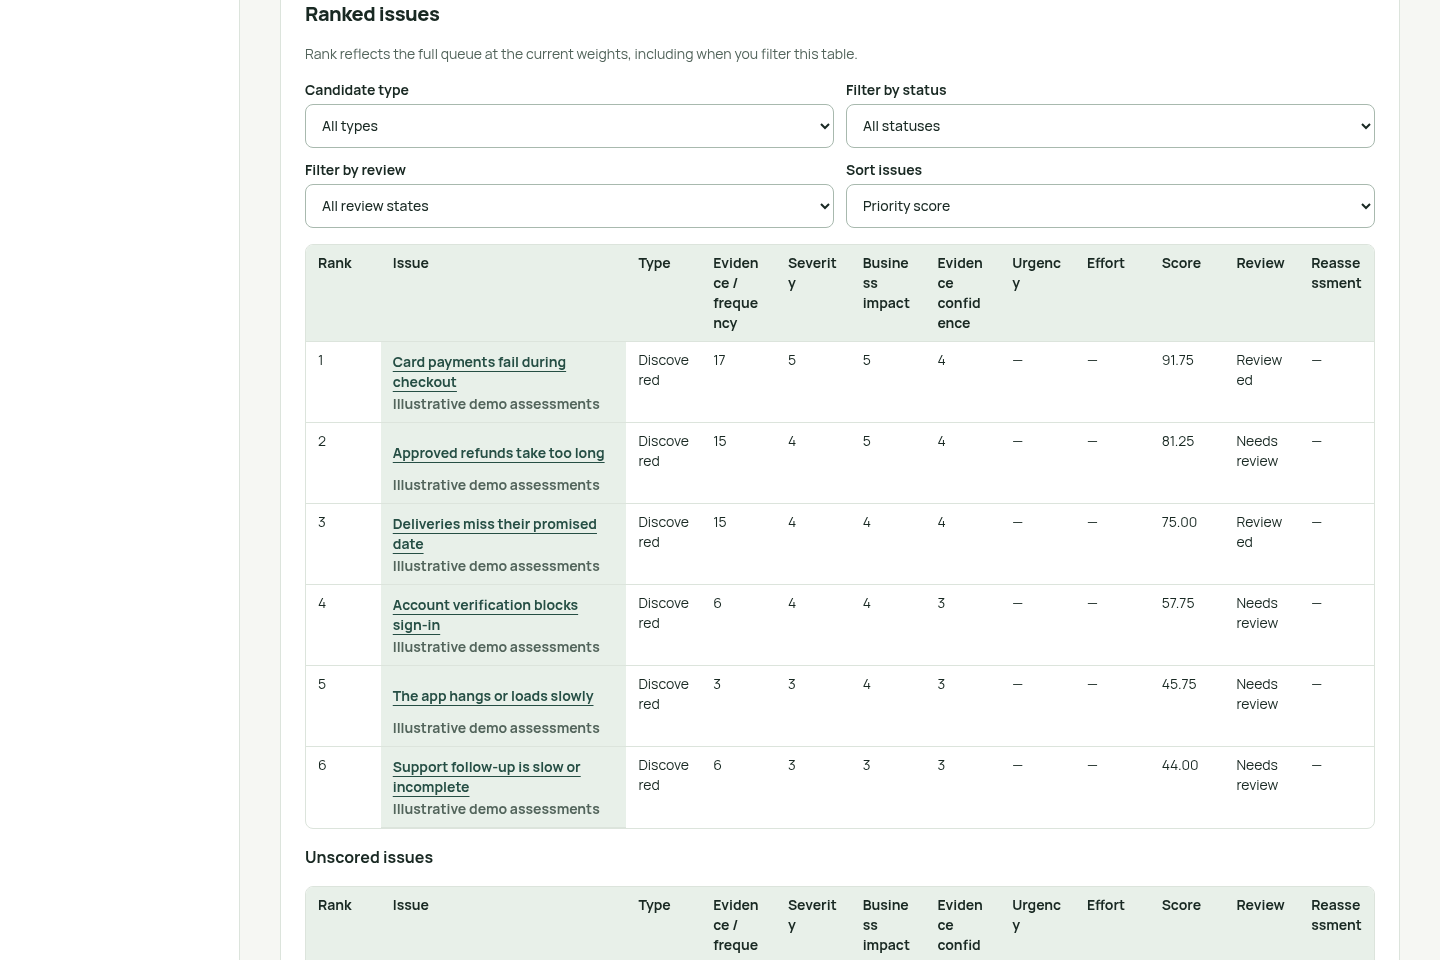 Ranked issues
Rank reflects the full queue at the current weights, including when you filter this table.
Candidate type
Filter by status
All types
All statuses
Filter by review
Sort issues
All review states
Priority score
Rank Issue Type Eviden Severit Busine Eviden Urgenc Effort Score Review Reasse
ce / y ss ce y ssment
freque impact confid
ncy ence
1 Card payments fail during Discove 17 5 5 4 — — 91.75 Review —
checkout red ed
Illustrative demo assessments
2 Approved refunds take too long Discove 15 4 5 4 — — 81.25 Needs —
red review
Illustrative demo assessments
3 Deliveries miss their promised Discove 15 4 4 4 — — 75.00 Review —
date red ed
Illustrative demo assessments
4 Account verification blocks Discove 6 4 4 3 — — 57.75 Needs —
sign-in red review
Illustrative demo assessments
5 The app hangs or loads slowly Discove 3 3 4 3 — — 45.75 Needs —
red review
Illustrative demo assessments
6 Support follow-up is slow or Discove 6 3 3 3 — — 44.00 Needs —
incomplete red review
Illustrative demo assessments
Unscored issues
Rank Issue Type Eviden Severit Busine Eviden Urgenc Effort Score Review Reasse
ce / y ss ce y ssment
freque impact confid